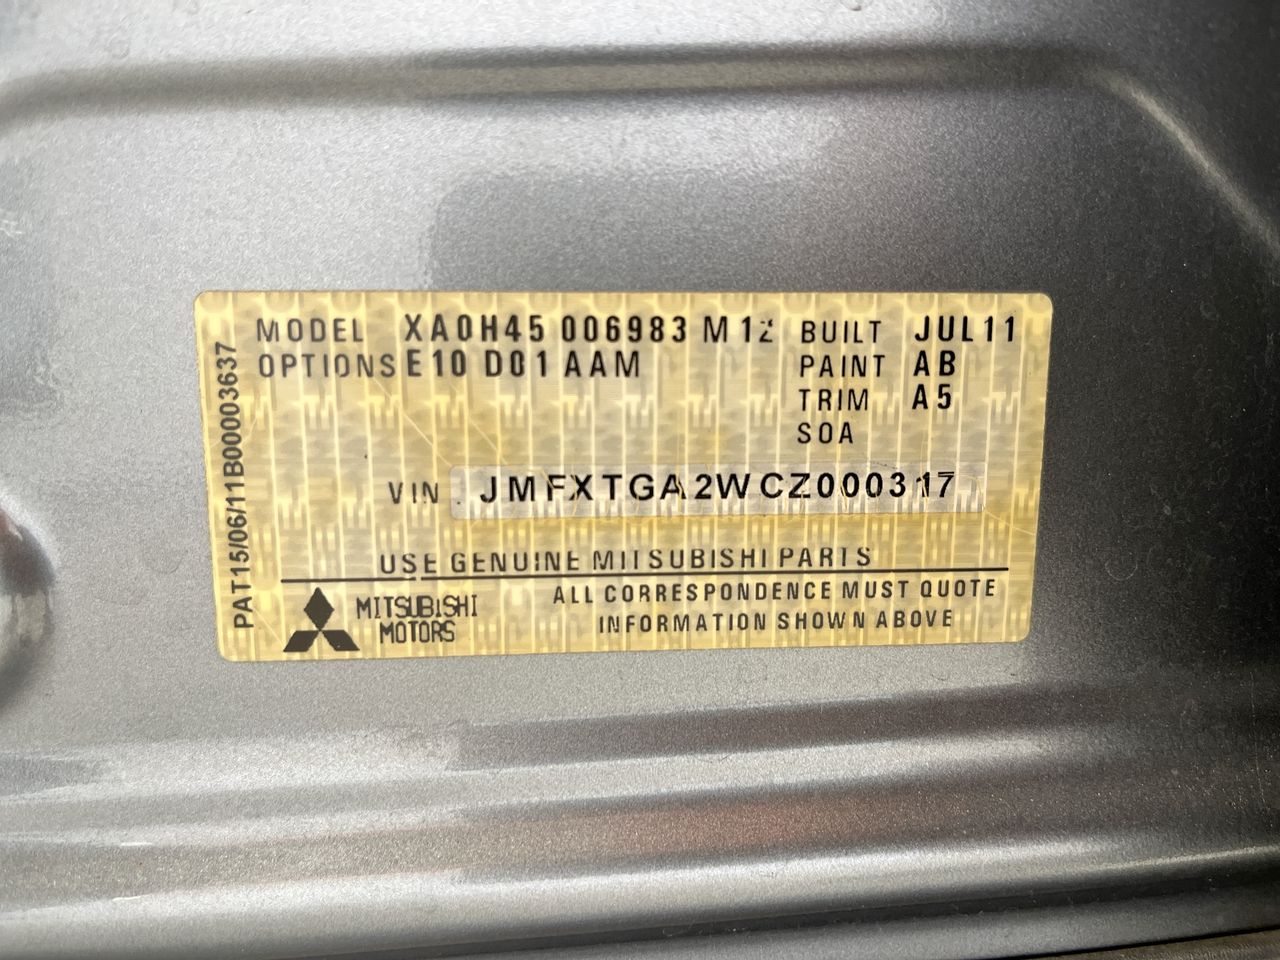 MODEL XA0H45 006983 M12 BUILT JUL11
OPTIONS E10 D01 AAM PAINT AB
TRIM A5
SOA
VIN JMFXTGA2WCZ000317
USE GENUINE MITSUBISHI PARTS
MITSUBISHI MOTORS
ALL CORRESPONDENCE MUST QUOTE
INFORMATION SHOWN ABOVE
PAT15/06/11B00003637